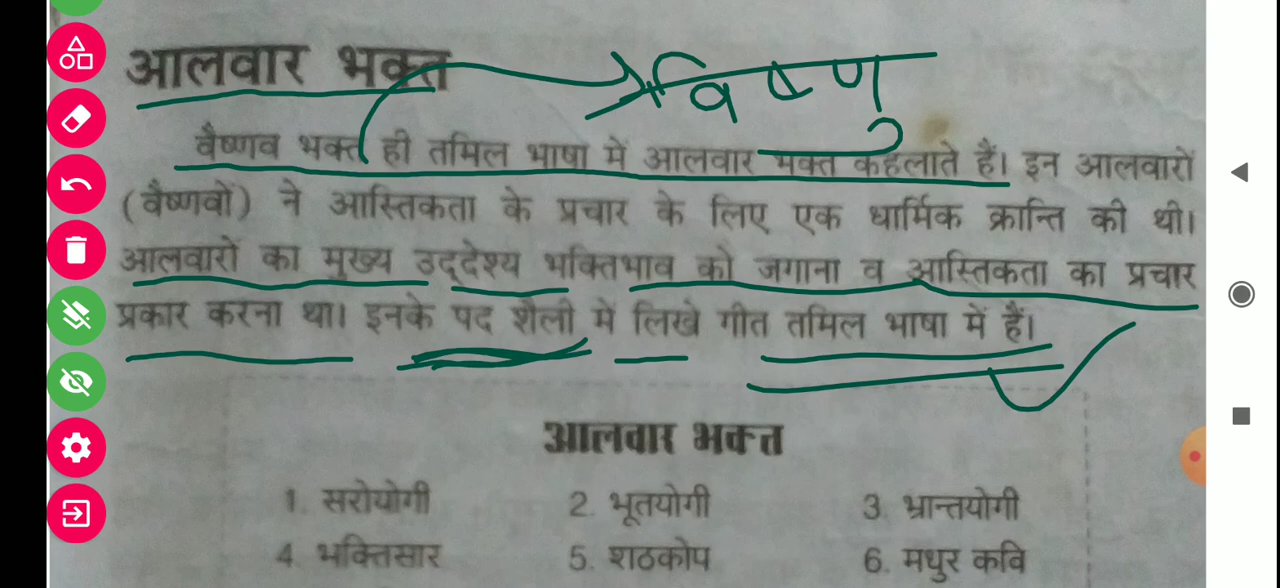 आलवार भक्त
विष्णु
वैष्णव भक्त ही तमिल भाषा में आलवार भक्त कहलाते हैं। इन आलवारों
(वैष्णवों) ने आस्तिकता के प्रचार के लिए एक धार्मिक क्रान्ति की थी।
आलवारों का मुख्य उद्देश्य भक्तिभाव को जगाना व आस्तिकता का प्रचार
प्रकार करना था। इनके पद शैली में लिखे गीत तमिल भाषा में हैं।
आलवार भक्त
1. सरोयोगी 2. भूतयोगी 3. भ्रान्तयोगी
4. भक्तिसार 5. शठकोप 6. मधुर कवि